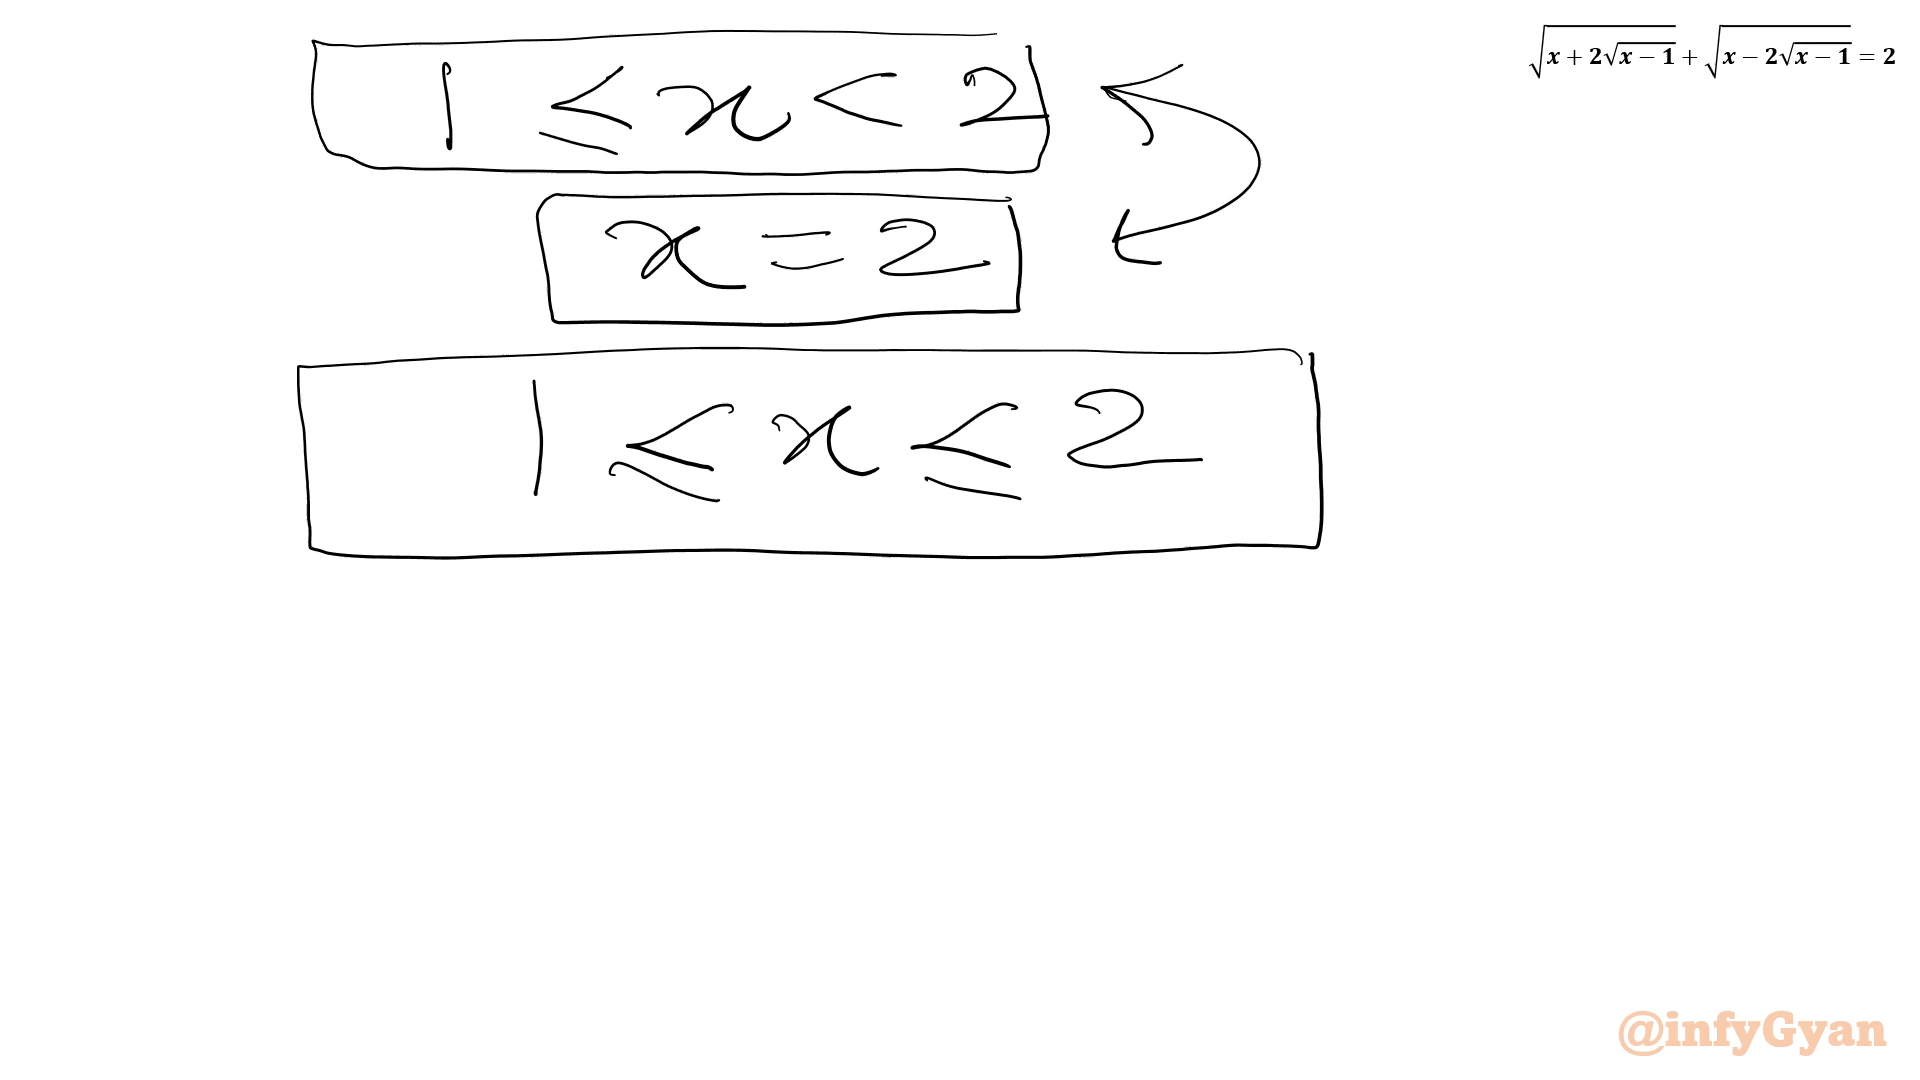 1 ≤ x < 2
√(x + 2√(x − 1)) + √(x − 2√(x − 1)) = 2
x = 2
1 ≤ x ≤ 2
@infyGyan